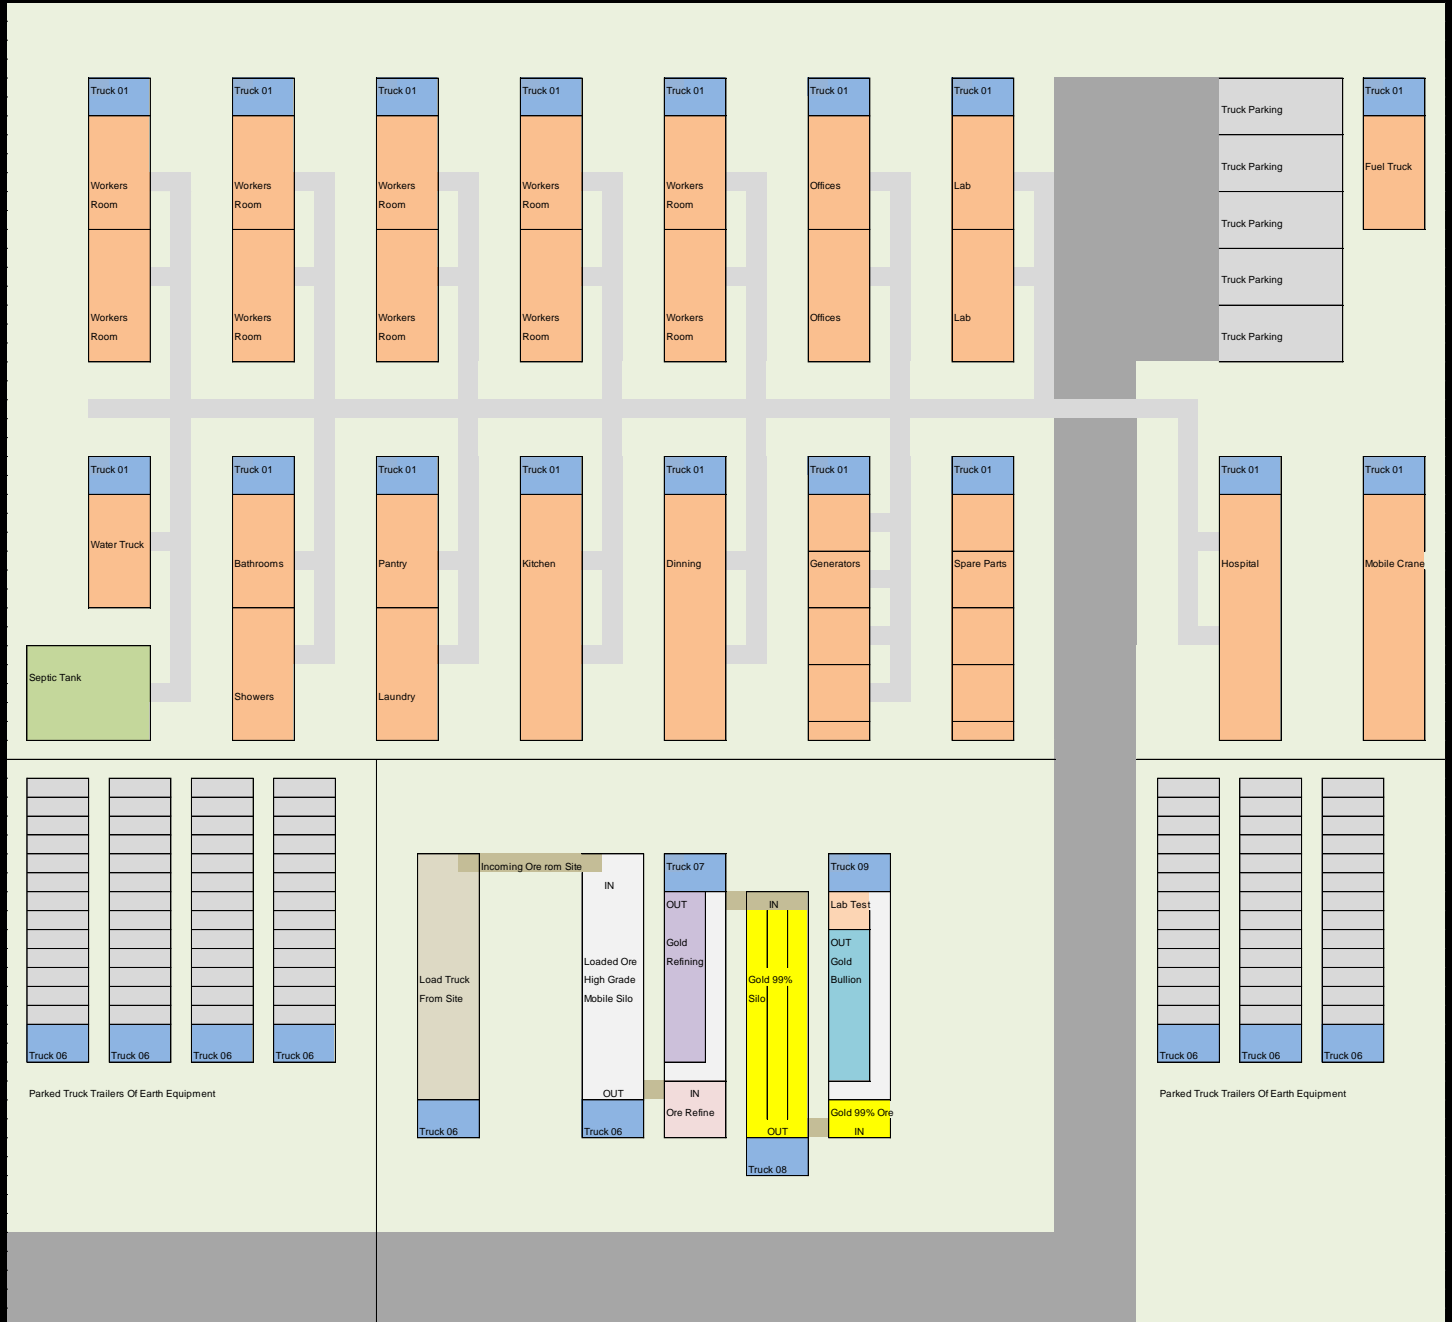 Truck 01
Truck 01
Truck 01
Truck 01
Truck 01
Truck 01
Truck 01
Truck 01
Truck Parking
Truck Parking
Truck Parking
Truck Parking
Truck Parking
Fuel Truck
Workers
Room
Workers
Room
Workers
Room
Workers
Room
Workers
Room
Offices
Lab
Workers
Room
Workers
Room
Workers
Room
Workers
Room
Workers
Room
Offices
Lab
Truck 01
Truck 01
Truck 01
Truck 01
Truck 01
Truck 01
Truck 01
Truck 01
Truck 01
Water Truck
Bathrooms
Pantry
Kitchen
Dinning
Generators
Spare Parts
Hospital
Mobile Crane
Septic Tank
Showers
Laundry
Truck 06
Truck 06
Truck 06
Truck 06
Parked Truck Trailers Of Earth Equipment
Load Truck
From Site
Truck 06
Incoming Ore rom Site
IN
Loaded Ore
High Grade
Mobile Silo
OUT
Truck 06
Truck 07
OUT
Gold
Refining
IN
Ore Refine
IN
Gold 99%
Silo
OUT
Truck 08
Truck 09
Lab Test
OUT
Gold
Bullion
Gold 99% Ore
IN
Truck 06
Truck 06
Truck 06
Parked Truck Trailers Of Earth Equipment